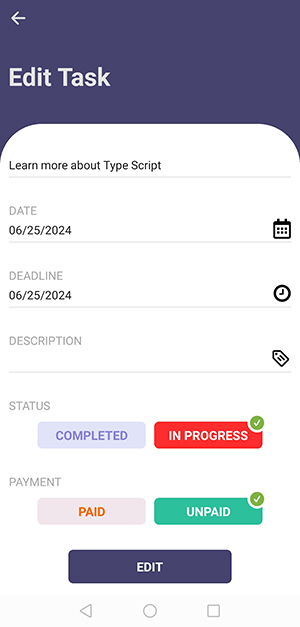 Edit Task
Learn more about Type Script
DATE
06/25/2024
DEADLINE
06/25/2024
DESCRIPTION
STATUS
COMPLETED IN PROGRESS
PAYMENT
PAID UNPAID
EDIT